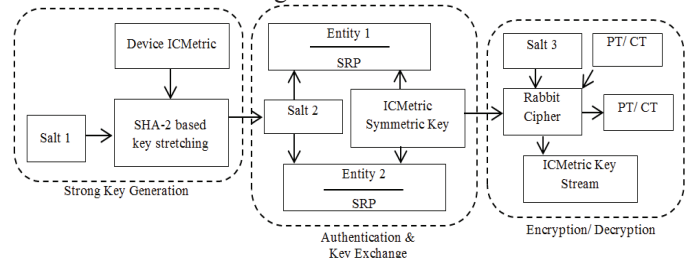 Device ICMetric
Salt 1
SHA-2 based
key stretching
Strong Key Generation
Entity 1
SRP
Salt 2
ICMetric
Symmetric Key
Entity 2
SRP
Authentication &
Key Exchange
Salt 3
PT/ CT
Rabbit
Cipher
PT/ CT
ICMetric Key
Stream
Encryption/ Decryption